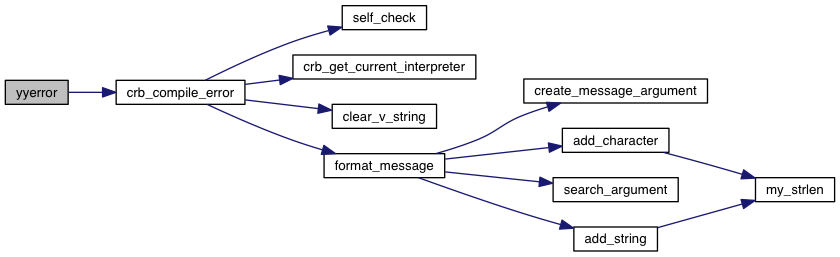 yyerror
crb_compile_error
self_check
crb_get_current_interpreter
clear_v_string
format_message
create_message_argument
add_character
search_argument
add_string
my_strlen